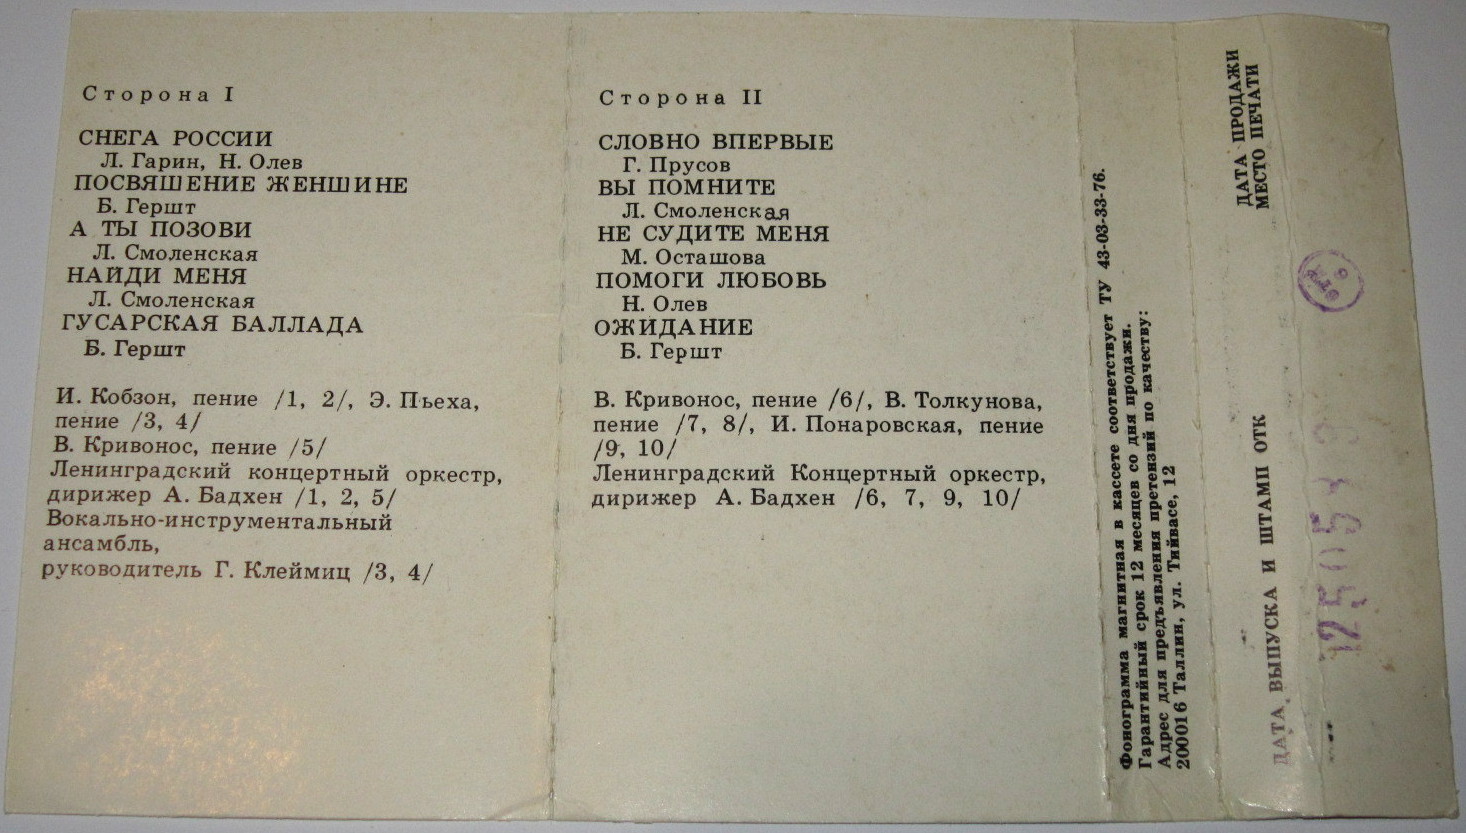 Сторона I
СНЕГА РОССИИ
Л. Гарин, Н. Олев
ПОСВЯШЕНИЕ ЖЕНШИНЕ
Б. Гершт
А ТЫ ПОЗОВИ
Л. Смоленская
НАЙДИ МЕНЯ
Л. Смоленская
ГУСАРСКАЯ БАЛЛАДА
Б. Гершт
И. Кобзон, пение /1, 2/, Э. Пьеха,
пение /3, 4/
В. Кривонос, пение /5/
Ленинградский концертный оркестр,
дирижер А. Бадхен /1, 2, 5/
Вокально-инструментальный
ансамбль,
руководитель Г. Клеймиц /3, 4/
Сторона II
СЛОВНО ВПЕРВЫЕ
Г. Прусов
ВЫ ПОМНИТЕ
Л. Смоленская
НЕ СУДИТЕ МЕНЯ
М. Осташова
ПОМОГИ ЛЮБОВЬ
Н. Олев
ОЖИДАНИЕ
Б. Гершт
В. Кривонос, пение /6/, В. Толкунова,
пение /7, 8/, И. Понаровская, пение
/9, 10/
Ленинградский Концертный оркестр,
дирижер А. Бадхен /6, 7, 9, 10/
Фонограмма магнитная в кассете соответствует ТУ 43-03-33-76.
Гарантийный срок 12 месяцев со дня продажи.
Адрес для предъявления претензий по качеству:
200016 Таллин, ул. Тийвасе, 12
ДАТА ПРОДАЖИ
МЕСТО ПЕЧАТИ
ДАТА ВЫПУСКА И ШТАМП ОТК